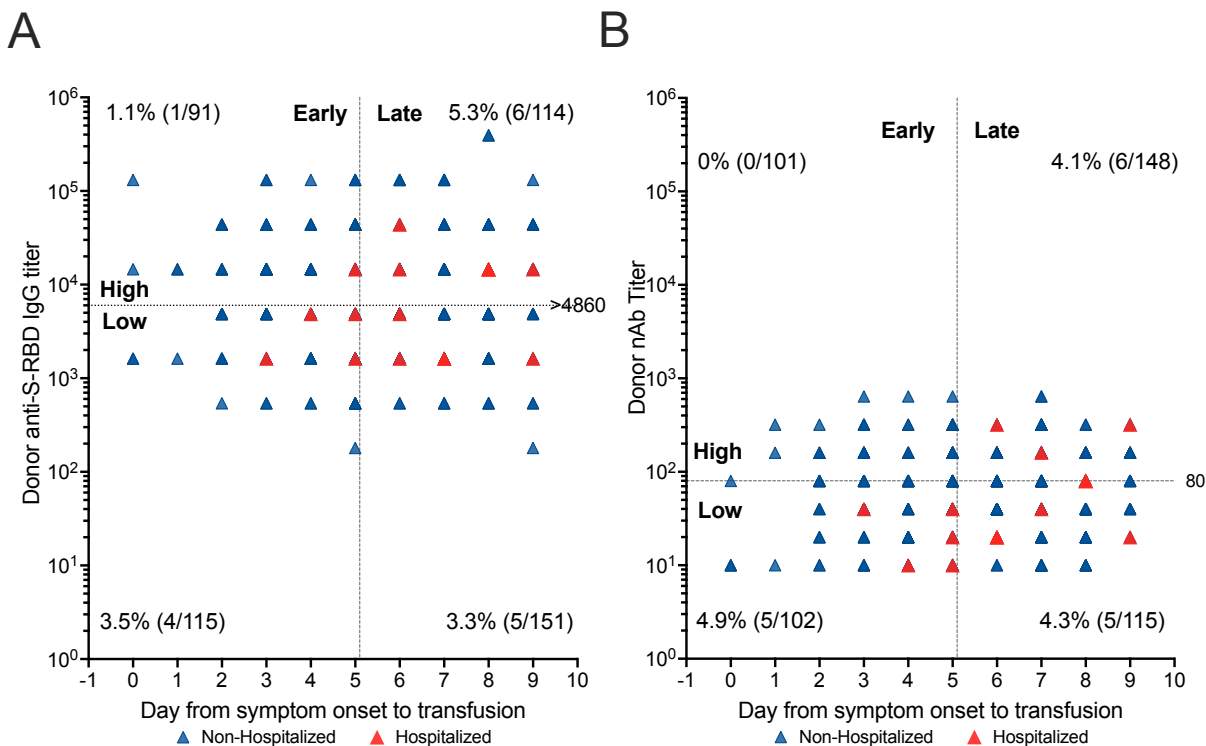 A
10⁶
10⁵
10⁴
10³
10²
10¹
10⁰
Donor anti-S-RBD IgG titer
1.1% (1/91)
Early
Late
5.3% (6/114)
High
Low
>4860
3.5% (4/115)
3.3% (5/151)
-1 0 1 2 3 4 5 6 7 8 9 10
Day from symptom onset to transfusion
Non-Hospitalized Hospitalized
B
10⁶
10⁵
10⁴
10³
10²
10¹
10⁰
Donor nAb Titer
Early
Late
0% (0/101)
4.1% (6/148)
High
Low
80
4.9% (5/102)
4.3% (5/115)
-1 0 1 2 3 4 5 6 7 8 9 10
Day from symptom onset to transfusion
Non-Hospitalized Hospitalized